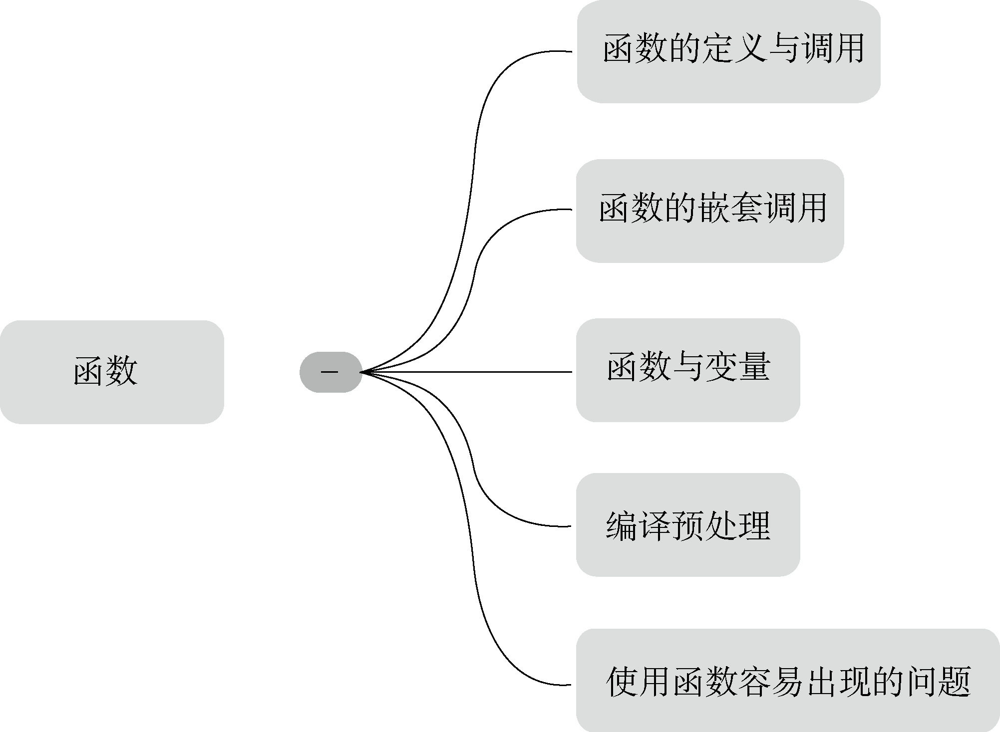 函数
函数的定义与调用
函数的嵌套调用
函数与变量
编译预处理
使用函数容易出现的问题